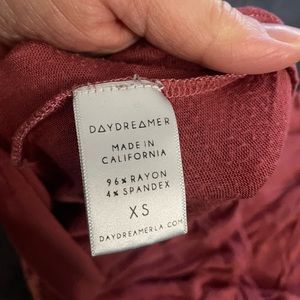 DAYDREAMER
MADE IN
CALIFORNIA
96% RAYON
4% SPANDEX
XS
DAYDREAMERLA.COM